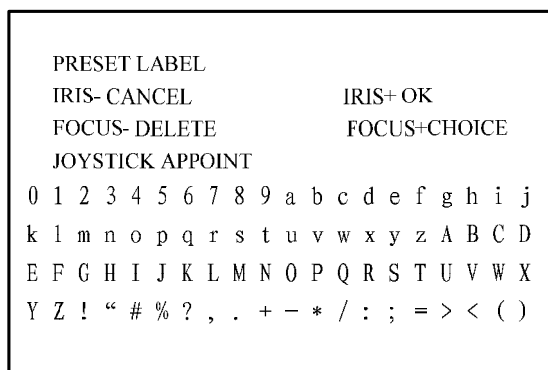 PRESET LABEL
IRIS- CANCEL IRIS+ OK
FOCUS- DELETE FOCUS+CHOICE
JOYSTICK APPOINT
0 1 2 3 4 5 6 7 8 9 a b c d e f g h i j
k l m n o p q r s t u v w x y z A B C D
E F G H I J K L M N O P Q R S T U V W X
Y Z ! “ # % ? , . + − * / : ; = > < ( )